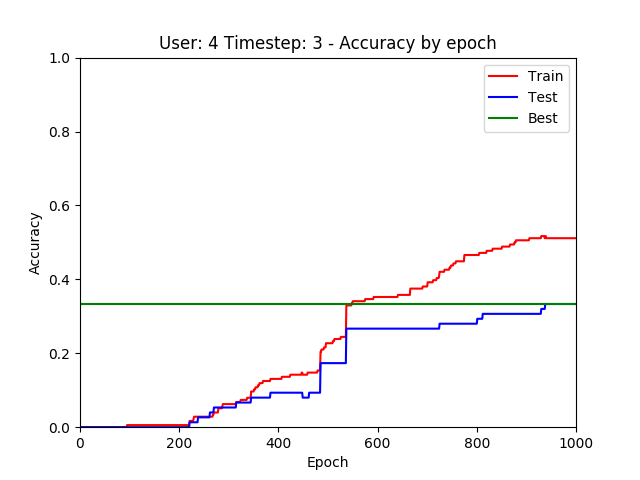 User: 4 Timestep: 3 - Accuracy by epoch
1.0
0.8
0.6
0.4
0.2
0.0
Accuracy
Train
Test
Best
0 200 400 600 800 1000
Epoch